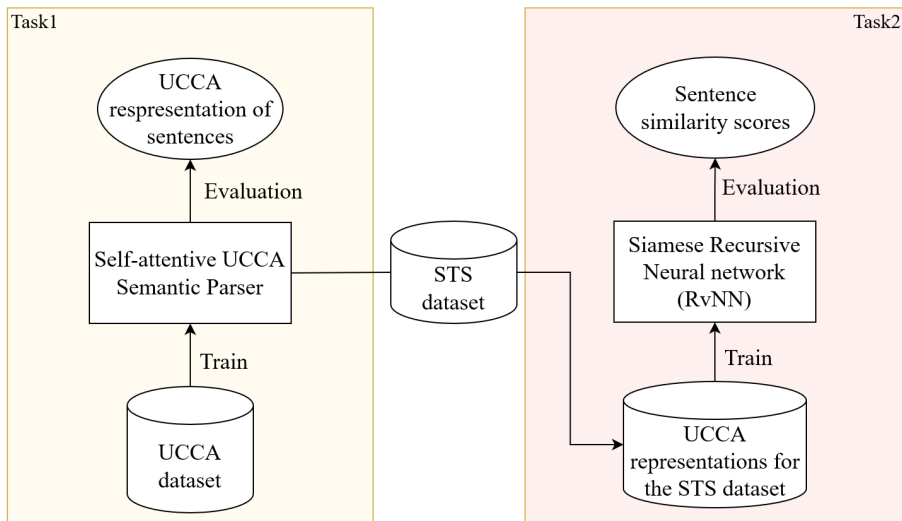 Task1
UCCA
respresentation of
sentences
Evaluation
Self-attentive UCCA
Semantic Parser
Train
UCCA
dataset
STS
dataset
Task2
Sentence
similarity scores
Evaluation
Siamese Recursive
Neural network
(RvNN)
Train
UCCA
representations for
the STS dataset